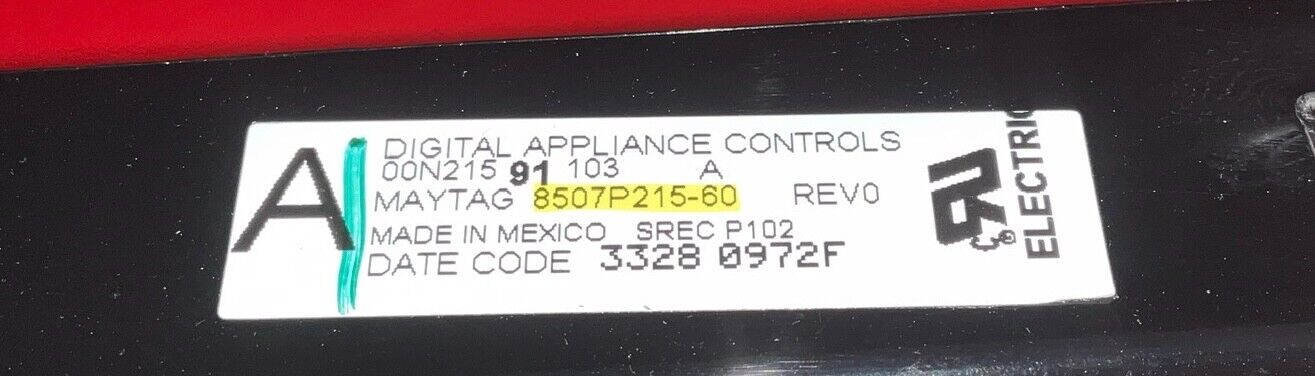 A
DIGITAL APPLIANCE CONTROLS
00N215 91 103 A
MAYTAG 8507P215-60 REV0
MADE IN MEXICO SREC P102
DATE CODE 3328 0972F
ELECTRIC